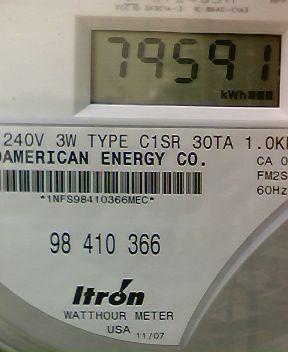 79591
kWh
240V 3W TYPE C1SR 30TA 1.0K
AMERICAN ENERGY CO.
CA 0
FM2S
60Hz
*1NFS98410366MEC*
98 410 366
Itron
WATTHOUR METER
USA 11/07